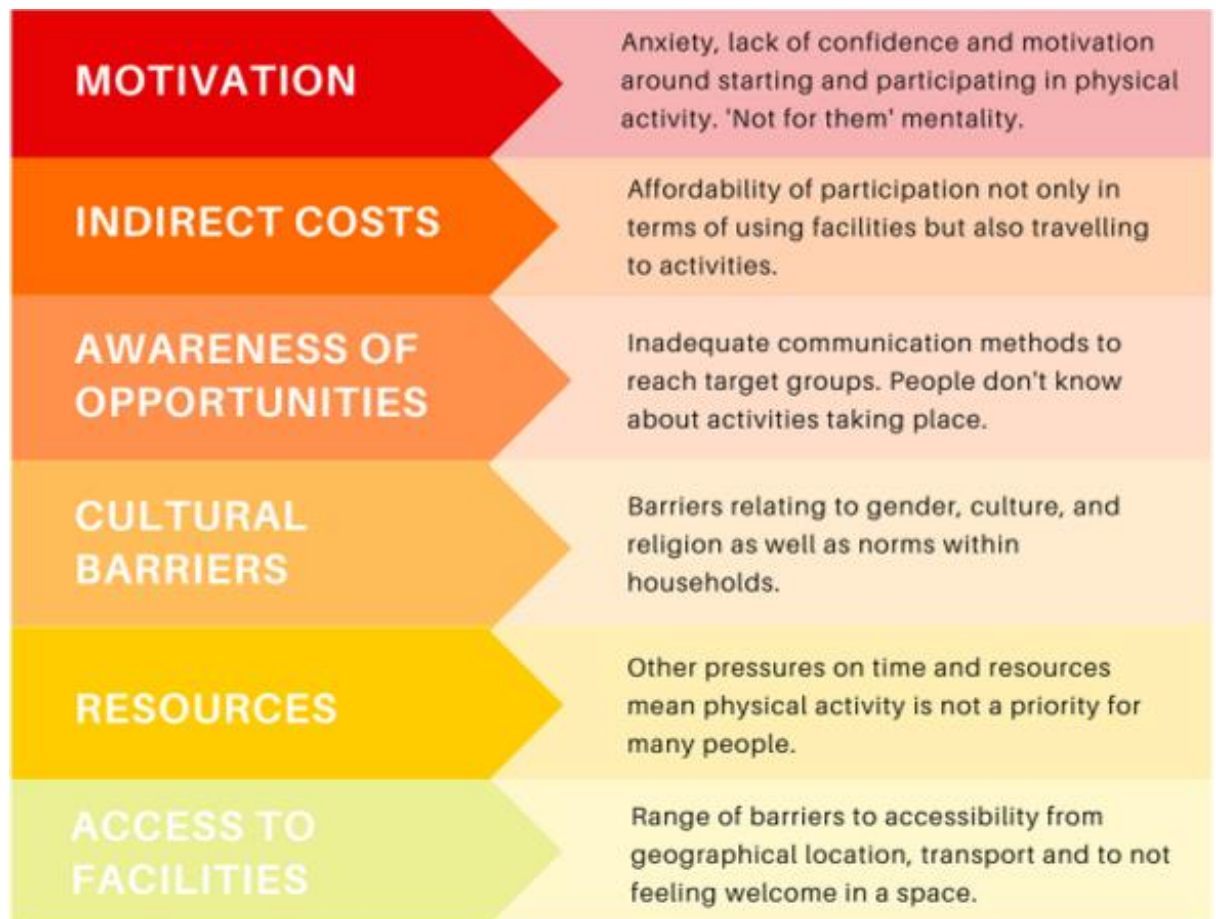 MOTIVATION
Anxiety, lack of confidence and motivation
around starting and participating in physical
activity. 'Not for them' mentality.
INDIRECT COSTS
Affordability of participation not only in
terms of using facilities but also travelling
to activities.
AWARENESS OF
OPPORTUNITIES
Inadequate communication methods to
reach target groups. People don't know
about activities taking place.
CULTURAL
BARRIERS
Barriers relating to gender, culture, and
religion as well as norms within
households.
RESOURCES
Other pressures on time and resources
mean physical activity is not a priority for
many people.
ACCESS TO
FACILITIES
Range of barriers to accessibility from
geographical location, transport and to not
feeling welcome in a space.